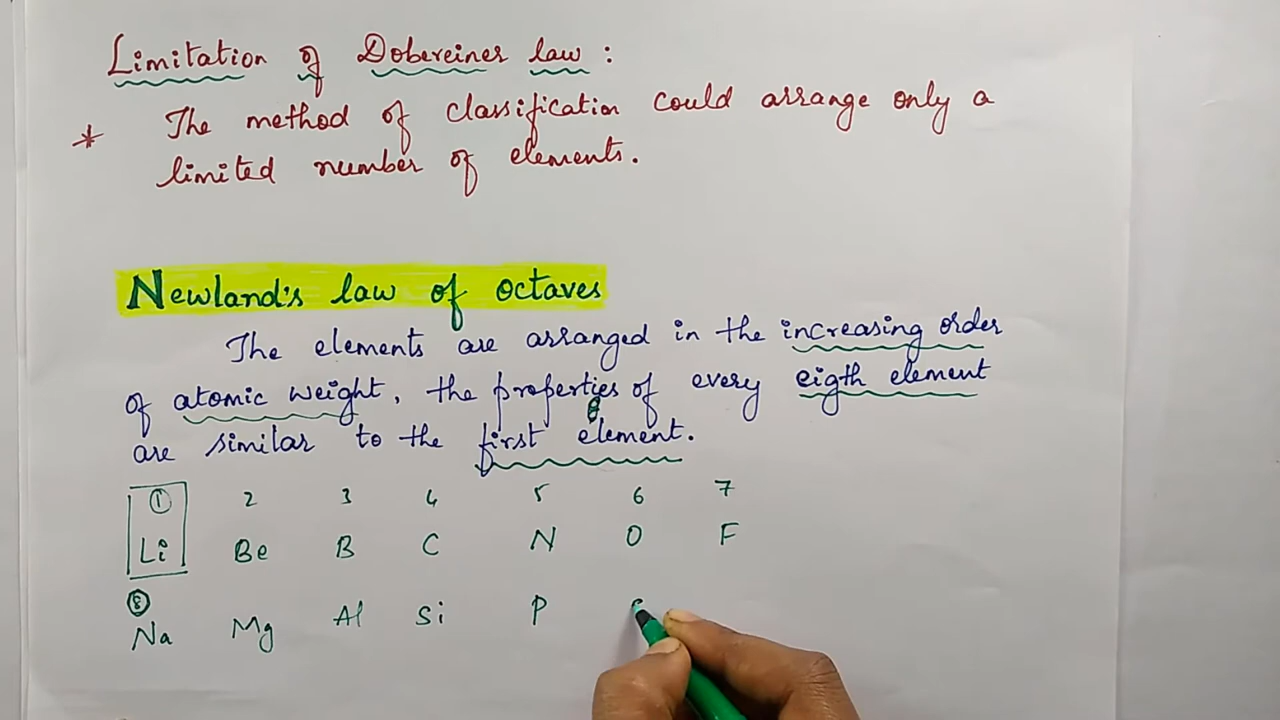 Limitation of Dobereiner law :
* The method of classification could arrange only a
limited number of elements.
Newland's law of octaves
The elements are arranged in the increasing order
of atomic weight, the properties of every eigth element
are similar to the first element.
1 2 3 4 5 6 7
Li Be B C N O F
8
Na Mg Al Si P